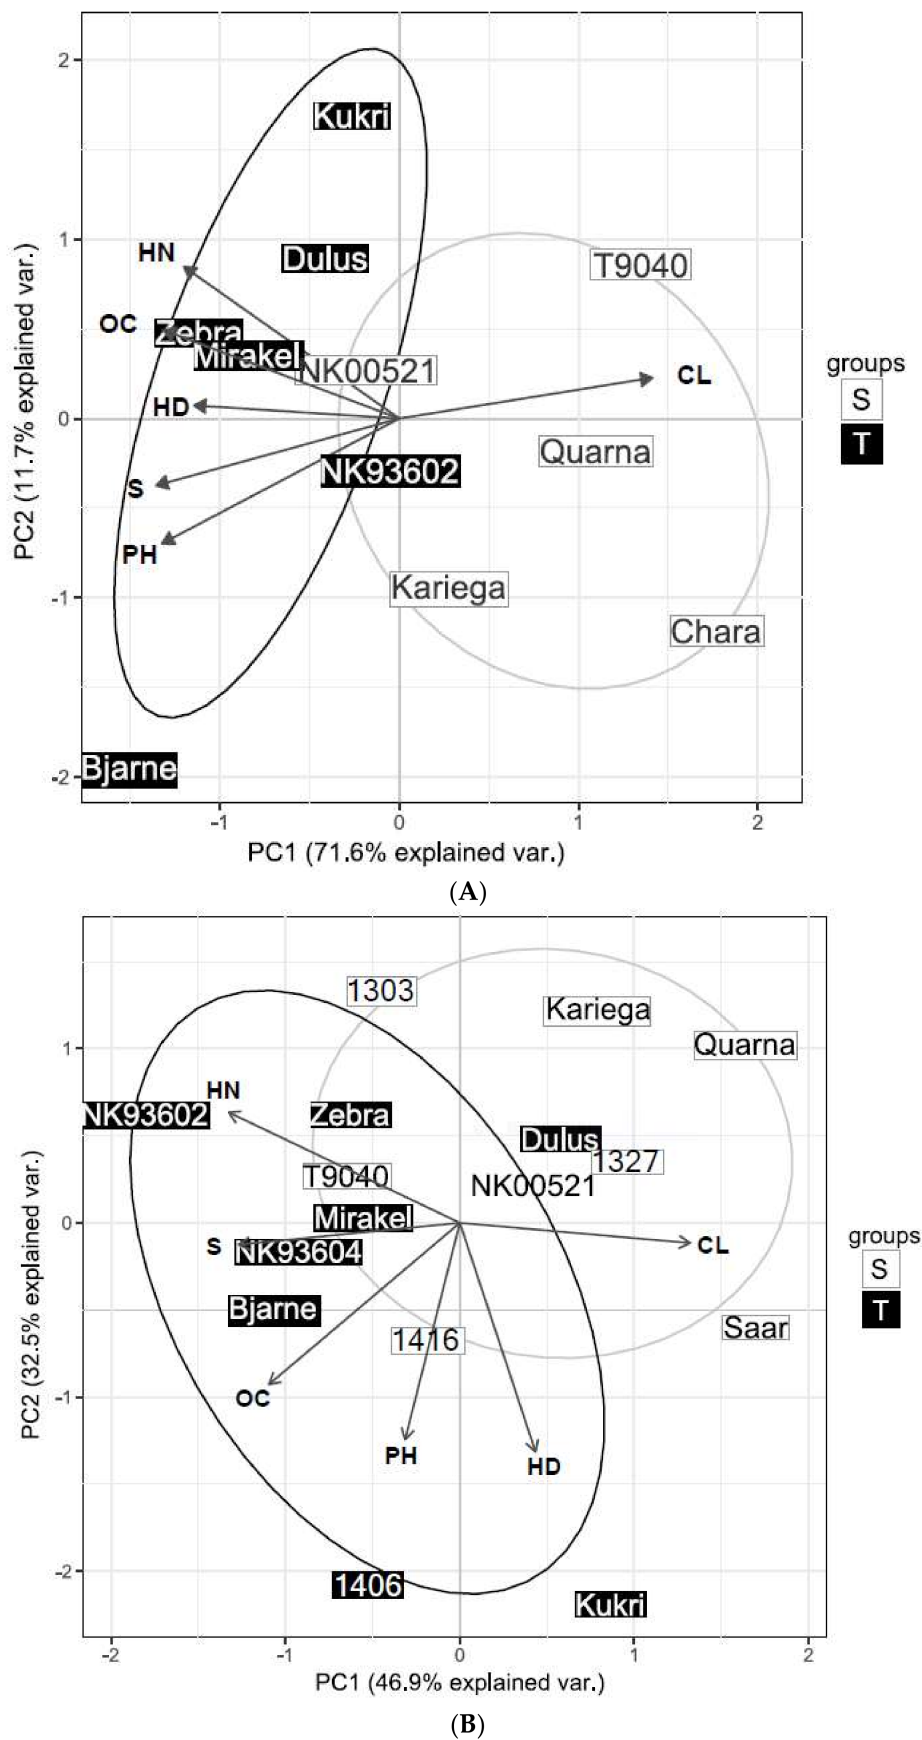 2
Kukri
1
HN
Dulus
T9040
OC
Zebra
Mirakel
NK00521
CL
groups
S
T
HD
0
Quarna
NK93602
S
PH
Kariega
-1
Chara
Bjarne
-2
-1 0 1 2
PC2 (11.7% explained var.)
PC1 (71.6% explained var.)
(A)
1303
Kariega
Quarna
1
HN
NK93602
Zebra
Dulus
1327
T9040
NK00521
Mirakel
0
S
NK93604
CL
groups
S
T
Bjarne
Saar
1416
-1
OC
PH
HD
-2
1406
Kukri
-2 -1 0 1 2
PC2 (32.5% explained var.)
PC1 (46.9% explained var.)
(B)